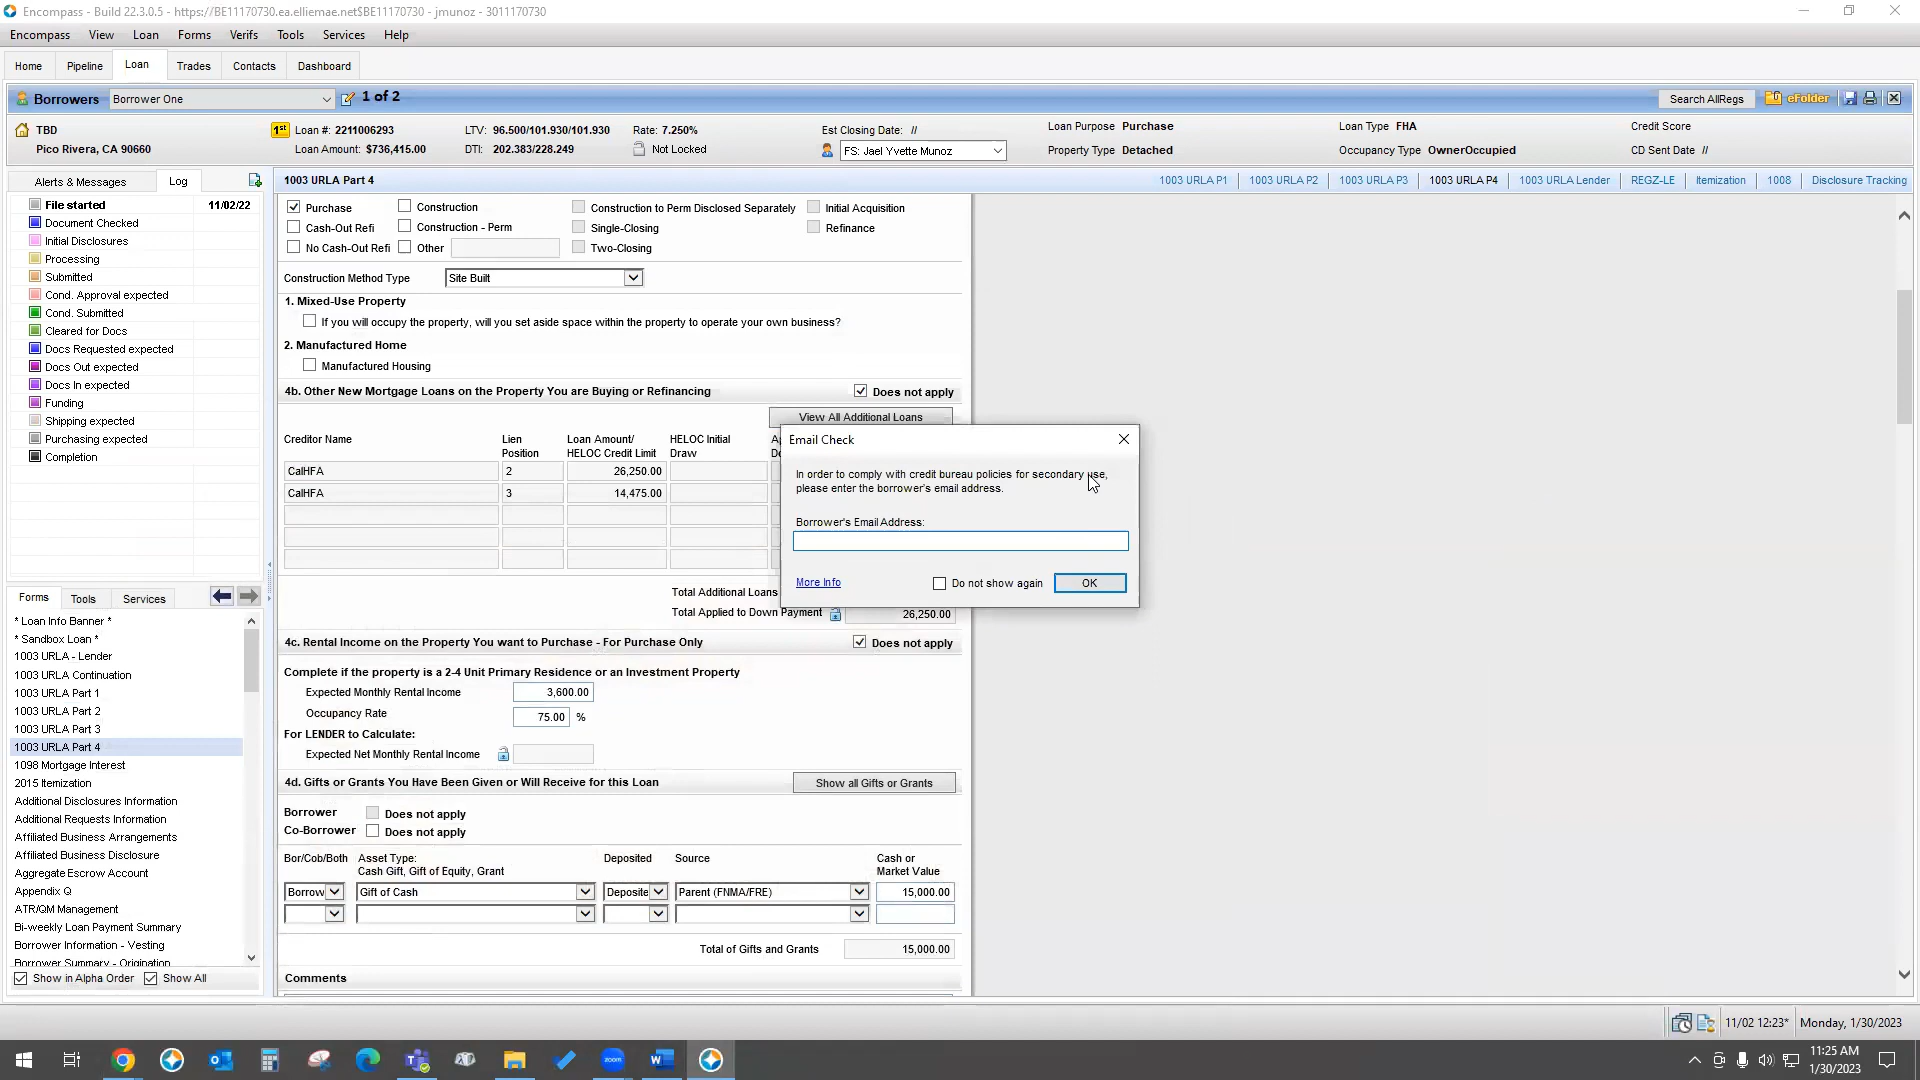 Encompass - Build 22.3.0.5 - https://BE11170730.ea.elliemae.net$BE11170730 - jmunoz - 3011170730
Encompass View Loan Forms Verifs Tools Services Help
Home Pipeline Loan Trades Contacts Dashboard
Borrowers Borrower One 1 of 2 Search AllRegs eFolder
TBD 1st Loan #: 2211006293 LTV: 96.500/101.930/101.930 Rate: 7.250% Est Closing Date: // Loan Purpose Purchase Loan Type FHA Credit Score
Pico Rivera, CA 90660 Loan Amount: $736,415.00 DTI: 202.383/228.249 Not Locked FS: Jael Yvette Munoz Property Type Detached Occupancy Type OwnerOccupied CD Sent Date //
Alerts & Messages Log
File started 11/02/22
Document Checked
Initial Disclosures
Processing
Submitted
Cond. Approval expected
Cond. Submitted
Cleared for Docs
Docs Requested expected
Docs Out expected
Docs In expected
Funding
Shipping expected
Purchasing expected
Completion
Forms Tools Services
* Loan Info Banner *
* Sandbox Loan *
1003 URLA - Lender
1003 URLA Continuation
1003 URLA Part 1
1003 URLA Part 2
1003 URLA Part 3
1003 URLA Part 4
1098 Mortgage Interest
2015 Itemization
Additional Disclosures Information
Additional Requests Information
Affiliated Business Arrangements
Affiliated Business Disclosure
Aggregate Escrow Account
Appendix Q
ATR/QM Management
Bi-weekly Loan Payment Summary
Borrower Information - Vesting
Borrower Summary - Origination
Show in Alpha Order Show All
1003 URLA Part 4 1003 URLA P1 1003 URLA P2 1003 URLA P3 1003 URLA P4 1003 URLA Lender REGZ-LE Itemization 1008 Disclosure Tracking
Purchase Construction Construction to Perm Disclosed Separately Initial Acquisition
Cash-Out Refi Construction - Perm Single-Closing Refinance
No Cash-Out Refi Other Two-Closing
Construction Method Type Site Built
1. Mixed-Use Property
If you will occupy the property, will you set aside space within the property to operate your own business?
2. Manufactured Home
Manufactured Housing
4b. Other New Mortgage Loans on the Property You are Buying or Refinancing Does not apply
View All Additional Loans
Creditor Name Lien Position Loan Amount/ HELOC Credit Limit HELOC Initial Draw
CalHFA 2 26,250.00
CalHFA 3 14,475.00
Total Additional Loans
Total Applied to Down Payment 26,250.00
4c. Rental Income on the Property You want to Purchase - For Purchase Only Does not apply
Complete if the property is a 2-4 Unit Primary Residence or an Investment Property
Expected Monthly Rental Income 3,600.00
Occupancy Rate 75.00 %
For LENDER to Calculate:
Expected Net Monthly Rental Income
4d. Gifts or Grants You Have Been Given or Will Receive for this Loan Show all Gifts or Grants
Borrower Does not apply
Co-Borrower Does not apply
Bor/Cob/Both Asset Type: Deposited Source Cash or
Cash Gift, Gift of Equity, Grant Market Value
Borrow Gift of Cash Deposite Parent (FNMA/FRE) 15,000.00
Total of Gifts and Grants 15,000.00
Comments
Email Check
In order to comply with credit bureau policies for secondary use,
please enter the borrower's email address.
Borrower's Email Address:
More Info Do not show again OK
11/02 12:23* Monday, 1/30/2023
11:25 AM
1/30/2023